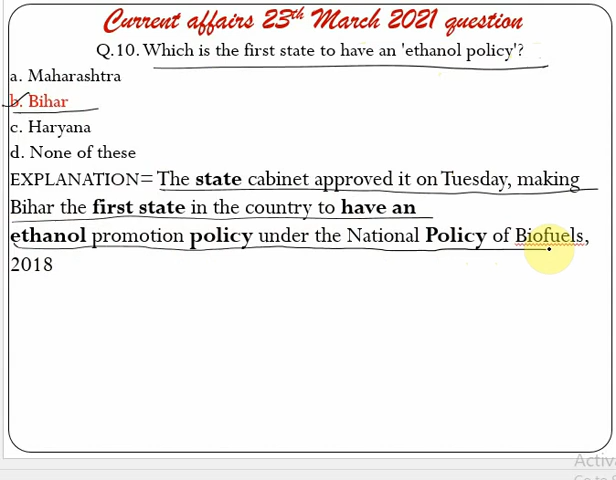 Current affairs 23th March 2021 question
Q.10. Which is the first state to have an 'ethanol policy'?
a. Maharashtra
b. Bihar
c. Haryana
d. None of these
EXPLANATION= The state cabinet approved it on Tuesday, making
Bihar the first state in the country to have an
ethanol promotion policy under the National Policy of Biofuels,
2018